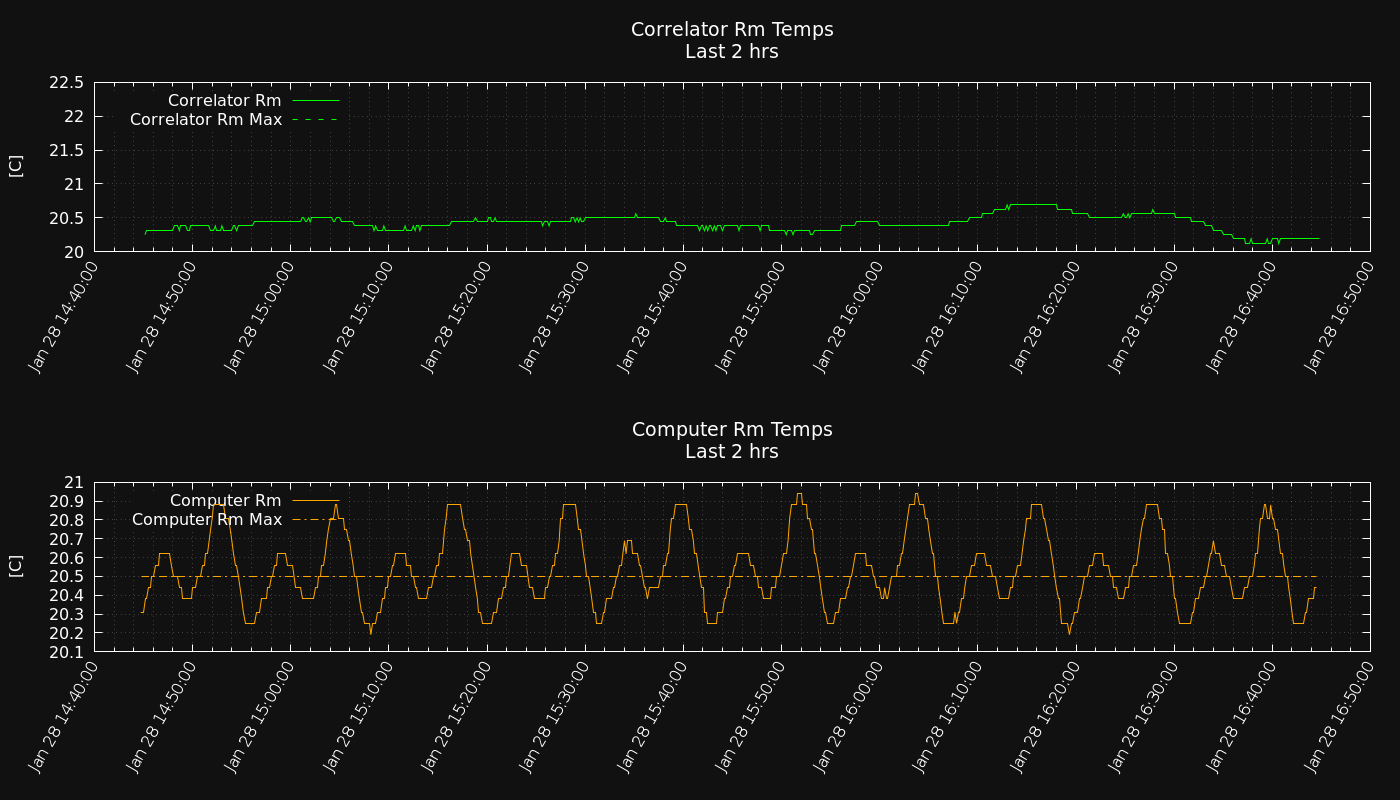 Correlator Rm Temps
Last 2 hrs
22.5
22
21.5
21
20.5
20
[C]
Correlator Rm
Correlator Rm Max
Jan 28 14:40:00
Jan 28 14:50:00
Jan 28 15:00:00
Jan 28 15:10:00
Jan 28 15:20:00
Jan 28 15:30:00
Jan 28 15:40:00
Jan 28 15:50:00
Jan 28 16:00:00
Jan 28 16:10:00
Jan 28 16:20:00
Jan 28 16:30:00
Jan 28 16:40:00
Jan 28 16:50:00
Computer Rm Temps
Last 2 hrs
21
20.9
20.8
20.7
20.6
20.5
20.4
20.3
20.2
20.1
[C]
Computer Rm
Computer Rm Max
Jan 28 14:40:00
Jan 28 14:50:00
Jan 28 15:00:00
Jan 28 15:10:00
Jan 28 15:20:00
Jan 28 15:30:00
Jan 28 15:40:00
Jan 28 15:50:00
Jan 28 16:00:00
Jan 28 16:10:00
Jan 28 16:20:00
Jan 28 16:30:00
Jan 28 16:40:00
Jan 28 16:50:00